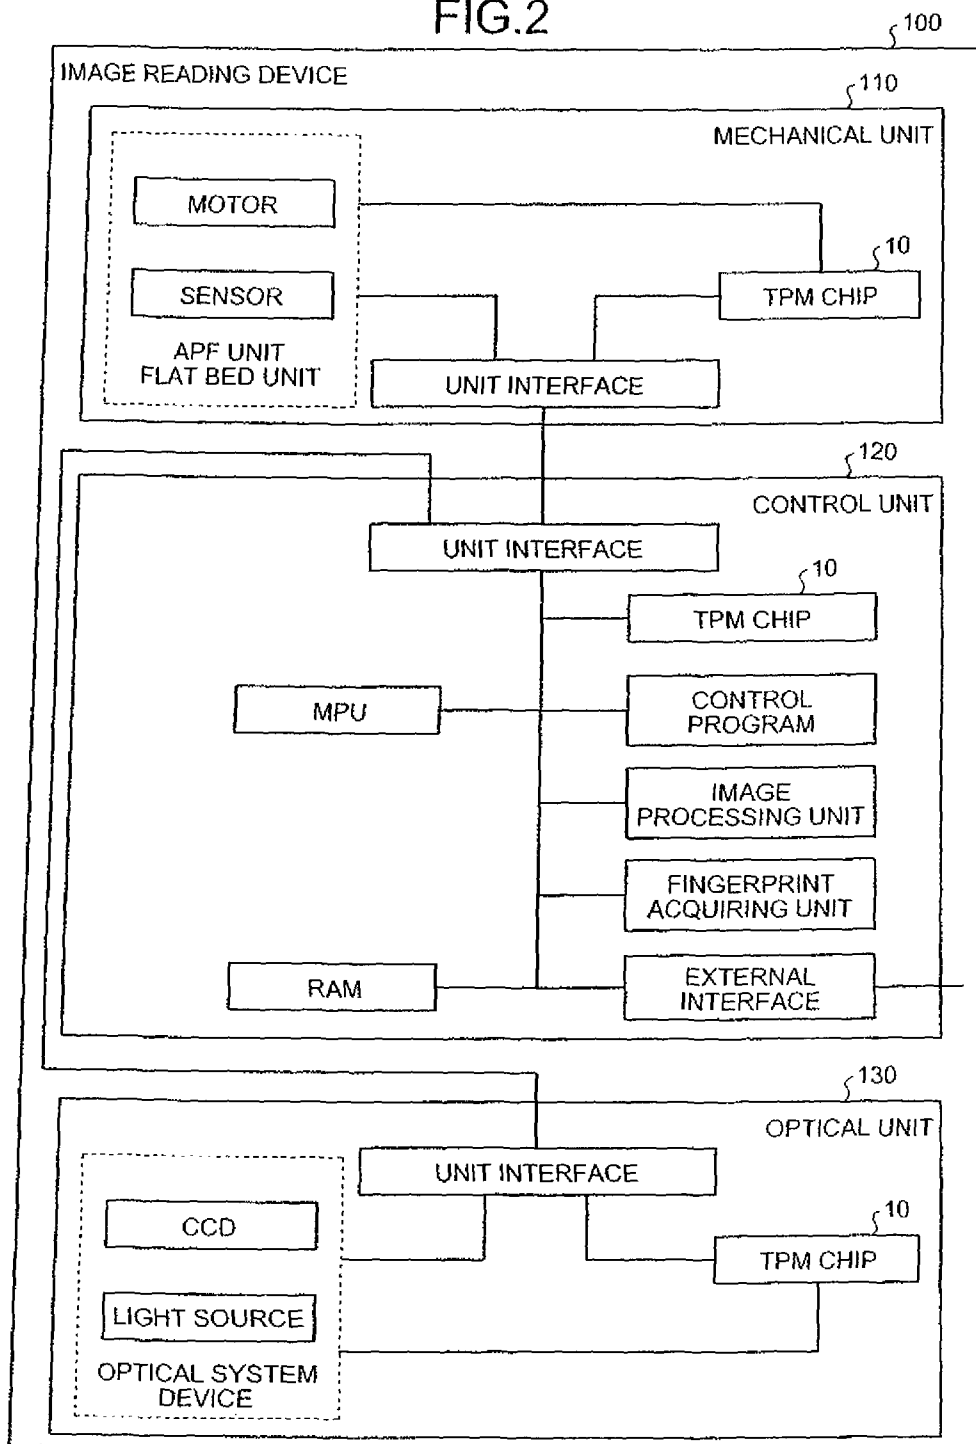 FIG.2
100
IMAGE READING DEVICE
110
MECHANICAL UNIT
MOTOR
10
SENSOR
TPM CHIP
APF UNIT
FLAT BED UNIT
UNIT INTERFACE
120
CONTROL UNIT
UNIT INTERFACE
10
TPM CHIP
MPU
CONTROL
PROGRAM
IMAGE
PROCESSING UNIT
FINGERPRINT
ACQUIRING UNIT
RAM
EXTERNAL
INTERFACE
130
OPTICAL UNIT
UNIT INTERFACE
CCD
10
TPM CHIP
LIGHT SOURCE
OPTICAL SYSTEM
DEVICE